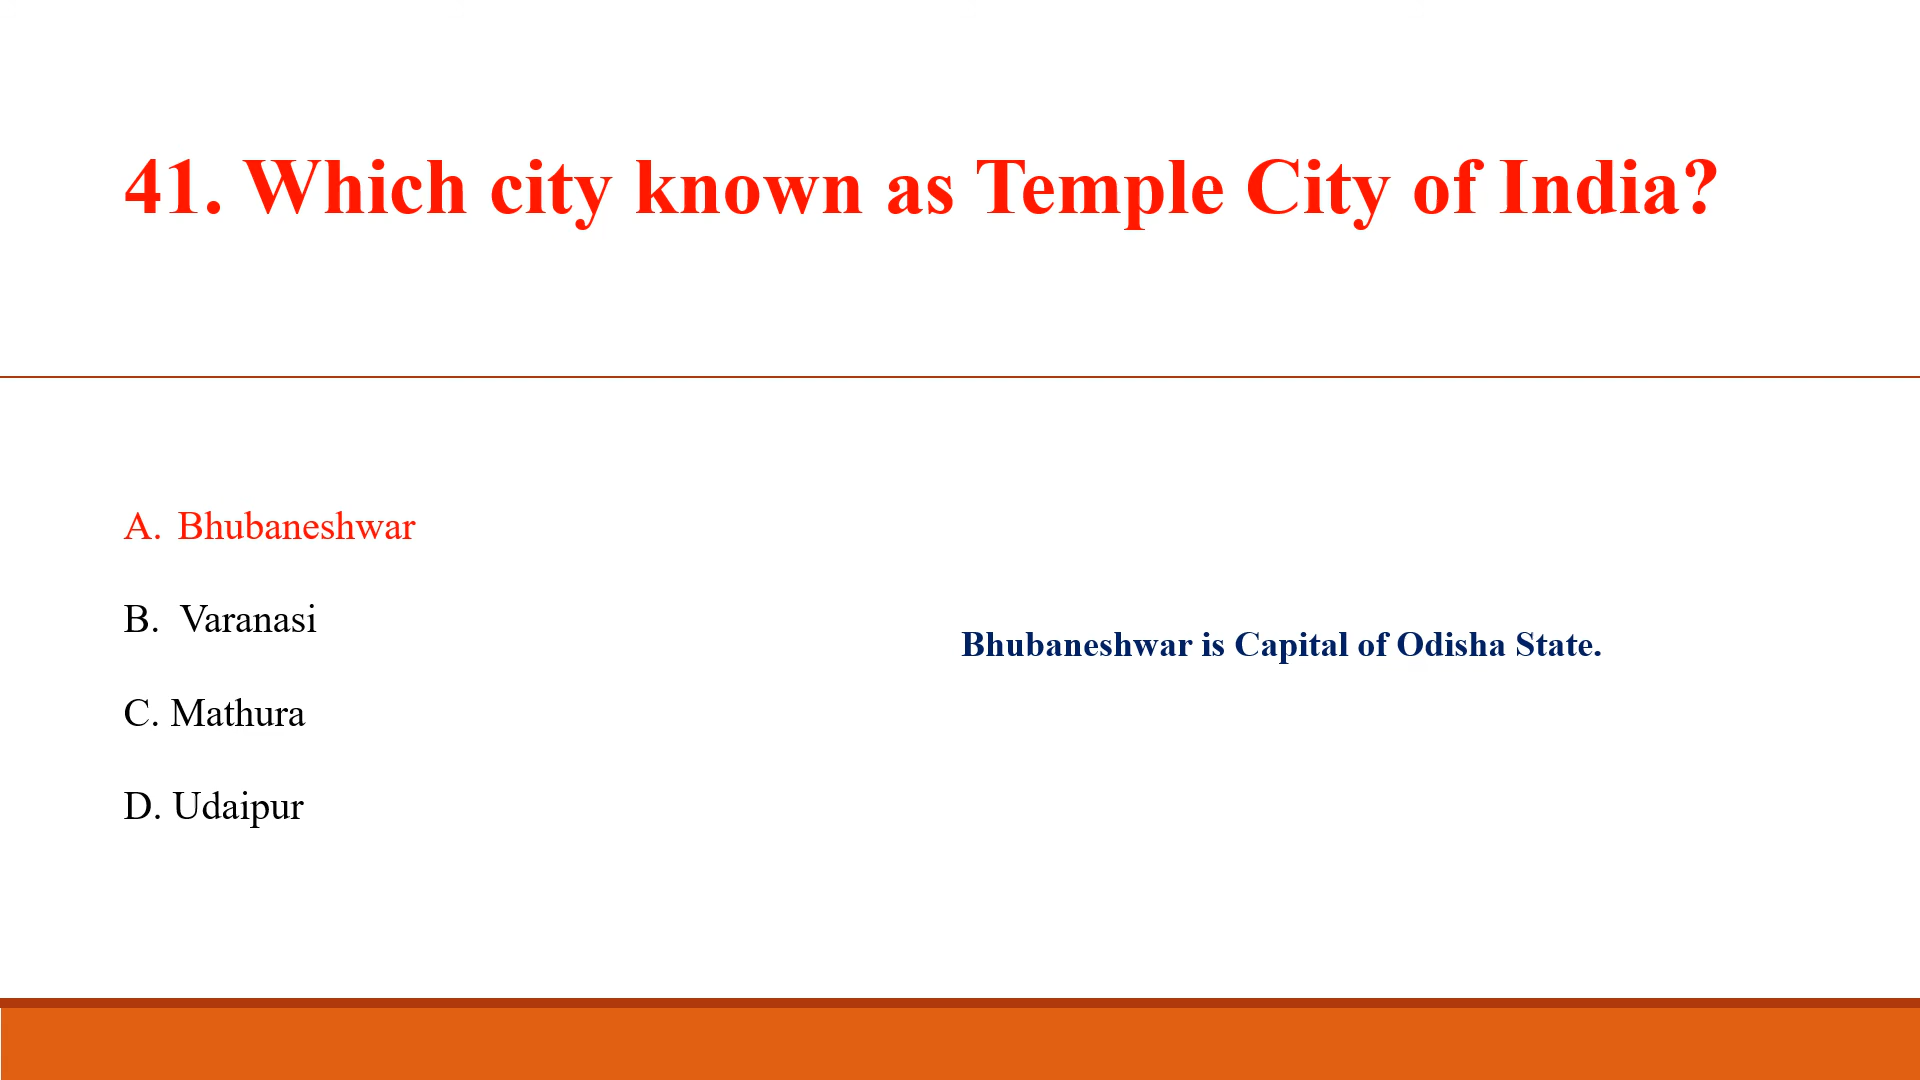 41. Which city known as Temple City of India?
A. Bhubaneshwar
B. Varanasi
C. Mathura
D. Udaipur
Bhubaneshwar is Capital of Odisha State.